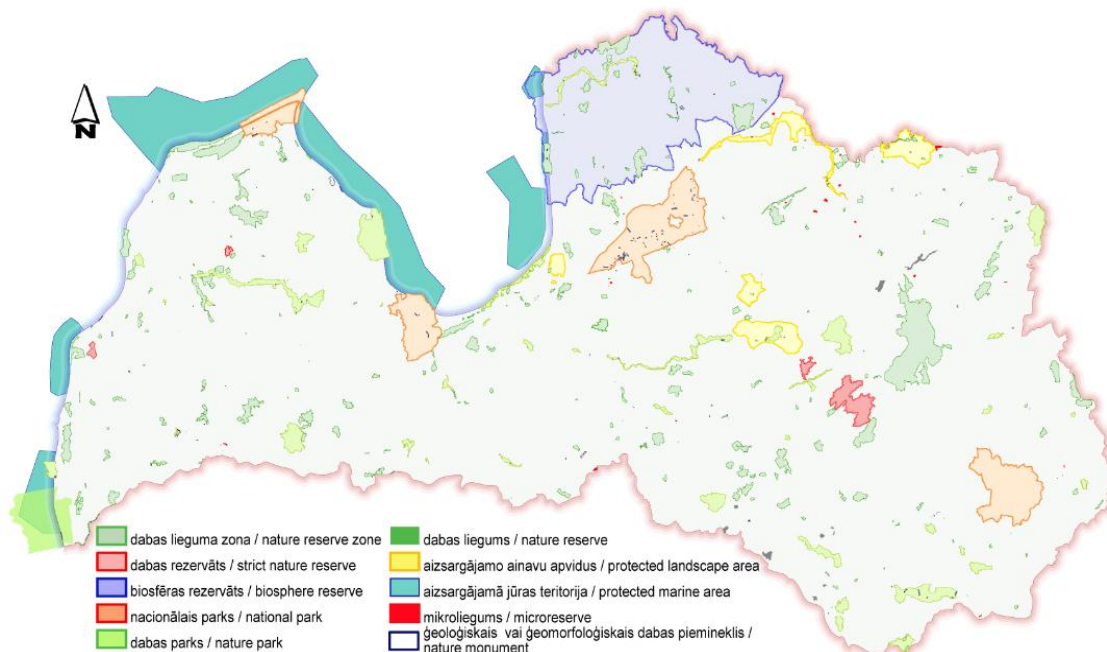 N
dabas lieguma zona / nature reserve zone
dabas rezervāts / strict nature reserve
biosfēras rezervāts / biosphere reserve
nacionālais parks / national park
dabas parks / nature park
dabas liegums / nature reserve
aizsargājamo ainavu apvidus / protected landscape area
aizsargājamā jūras teritorija / protected marine area
mikroliegums / microreserve
ģeoloģiskais vai ģeomorfoloģiskais dabas piemineklis /
nature monument